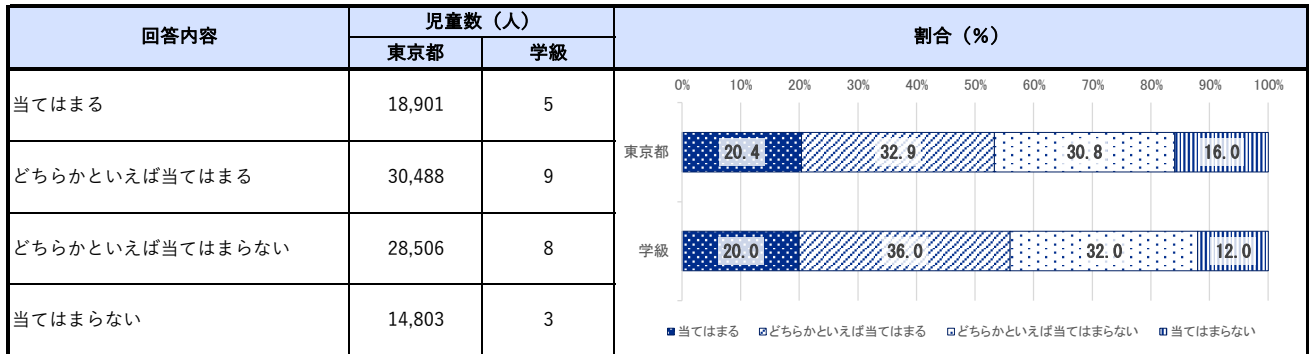 回答内容
児童数（人）
割合（%）
東京都 学級
当てはまる 18,901 5
どちらかといえば当てはまる 30,488 9
どちらかといえば当てはまらない 28,506 8
当てはまらない 14,803 3
0% 10% 20% 30% 40% 50% 60% 70% 80% 90% 100%
東京都 20.4 32.9 30.8 16.0
学級 20.0 36.0 32.0 12.0
当てはまる どちらかといえば当てはまる どちらかといえば当てはまらない 当てはまらない